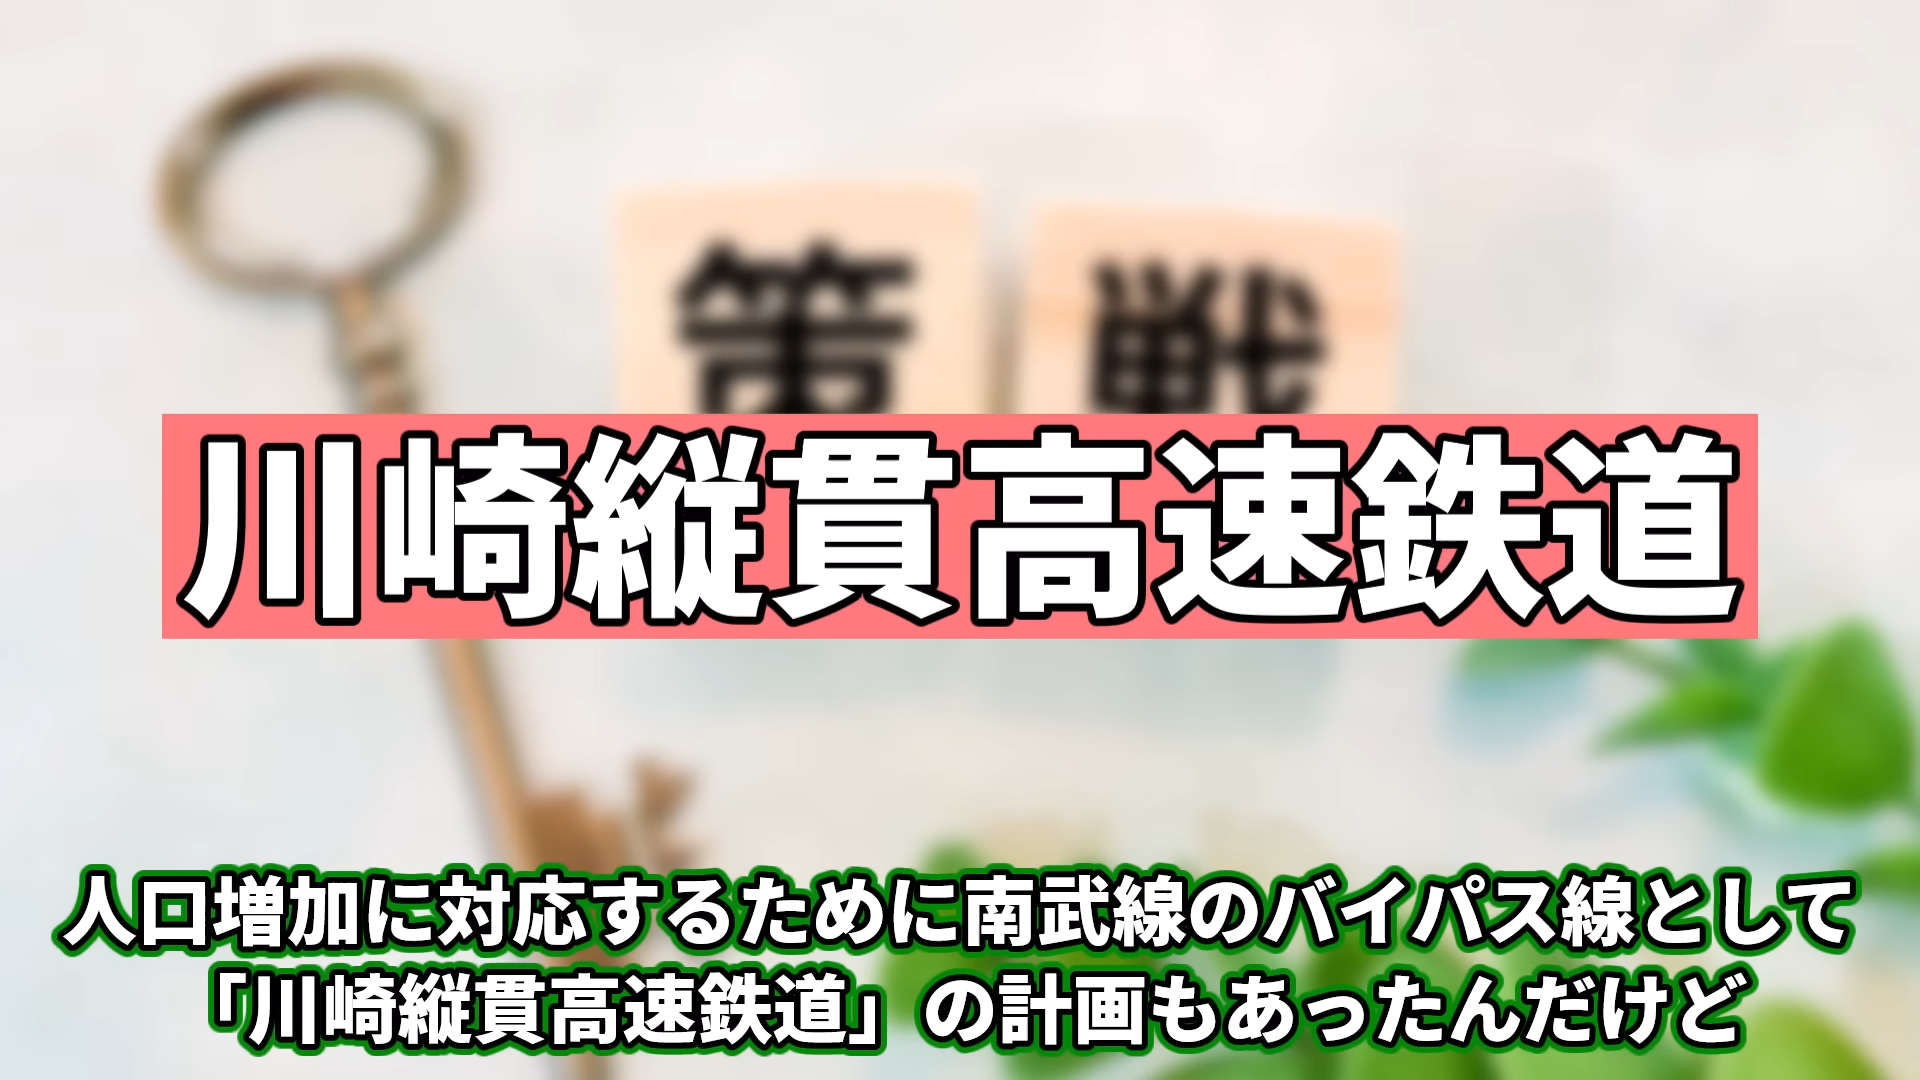 策 戦
川崎縦貫高速鉄道
人口増加に対応するために南武線のバイパス線として
「川崎縦貫高速鉄道」の計画もあったんだけど